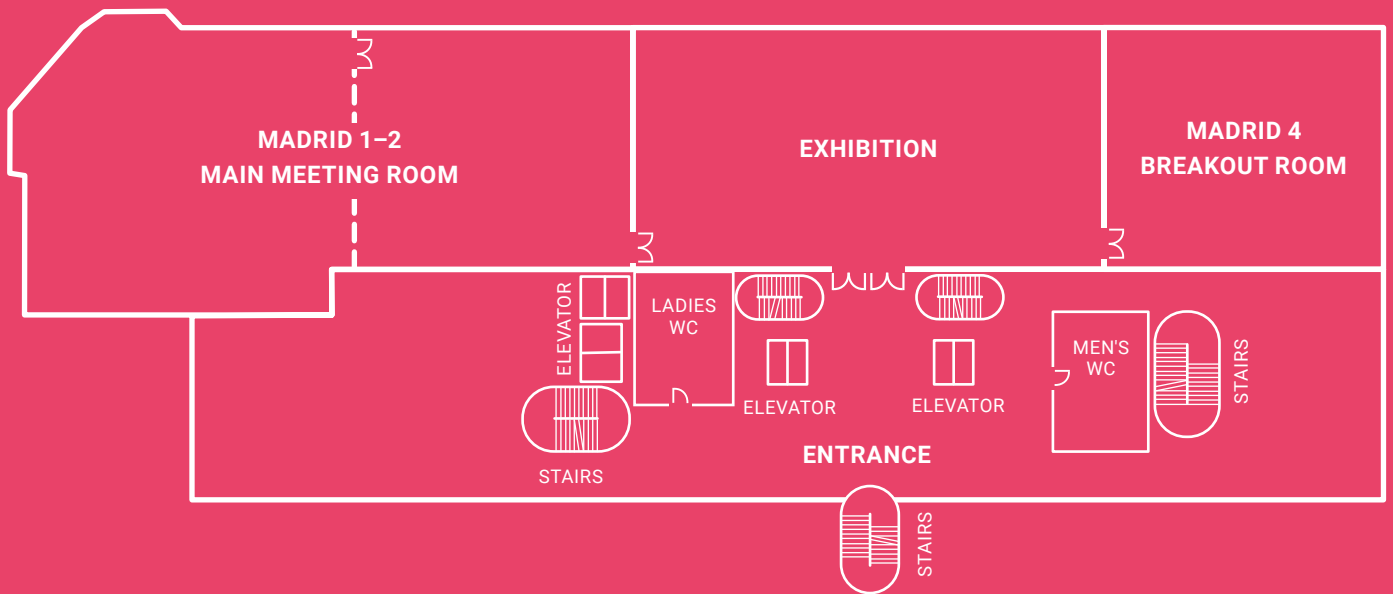 MADRID 1–2
MAIN MEETING ROOM
EXHIBITION
MADRID 4
BREAKOUT ROOM
ELEVATOR
LADIES
WC
MEN'S
WC
STAIRS
ELEVATOR
ELEVATOR
ENTRANCE
STAIRS
STAIRS